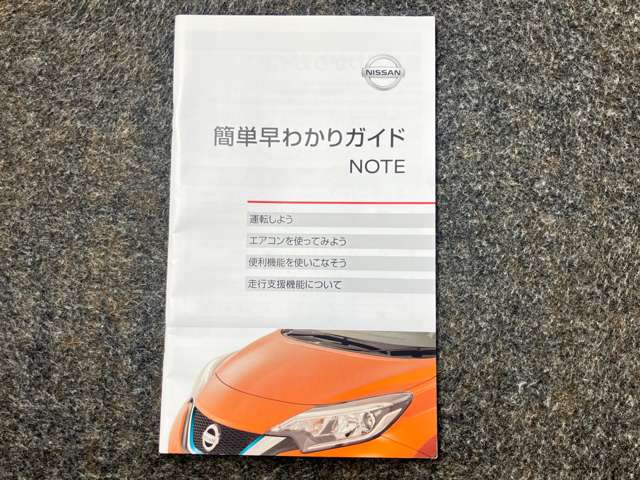 NISSAN
簡単早わかりガイド
NOTE
運転しよう
エアコンを使ってみよう
便利機能を使いこなそう
走行支援機能について